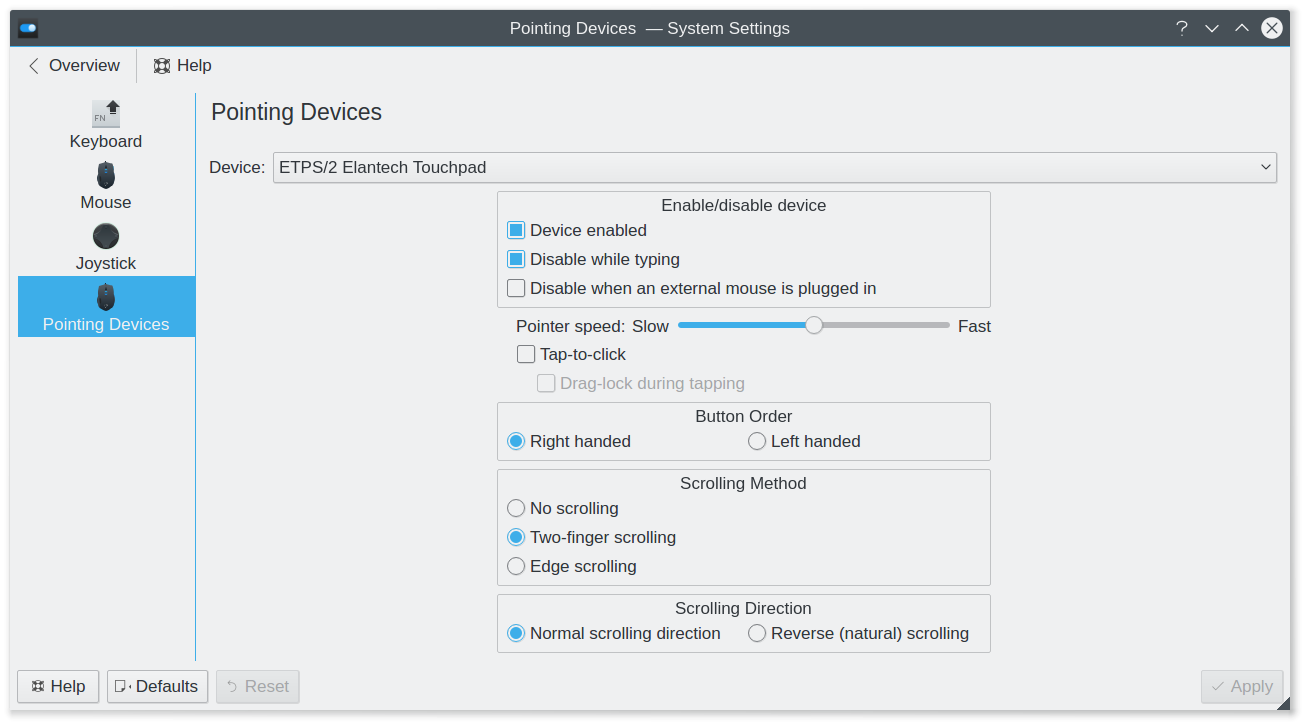 Pointing Devices — System Settings
?
Overview
Help
FN
Keyboard
Mouse
Joystick
Pointing Devices
Pointing Devices
Device: ETPS/2 Elantech Touchpad
Enable/disable device
Device enabled
Disable while typing
Disable when an external mouse is plugged in
Pointer speed: Slow Fast
Tap-to-click
Drag-lock during tapping
Button Order
Right handed Left handed
Scrolling Method
No scrolling
Two-finger scrolling
Edge scrolling
Scrolling Direction
Normal scrolling direction Reverse (natural) scrolling
Help Defaults Reset Apply